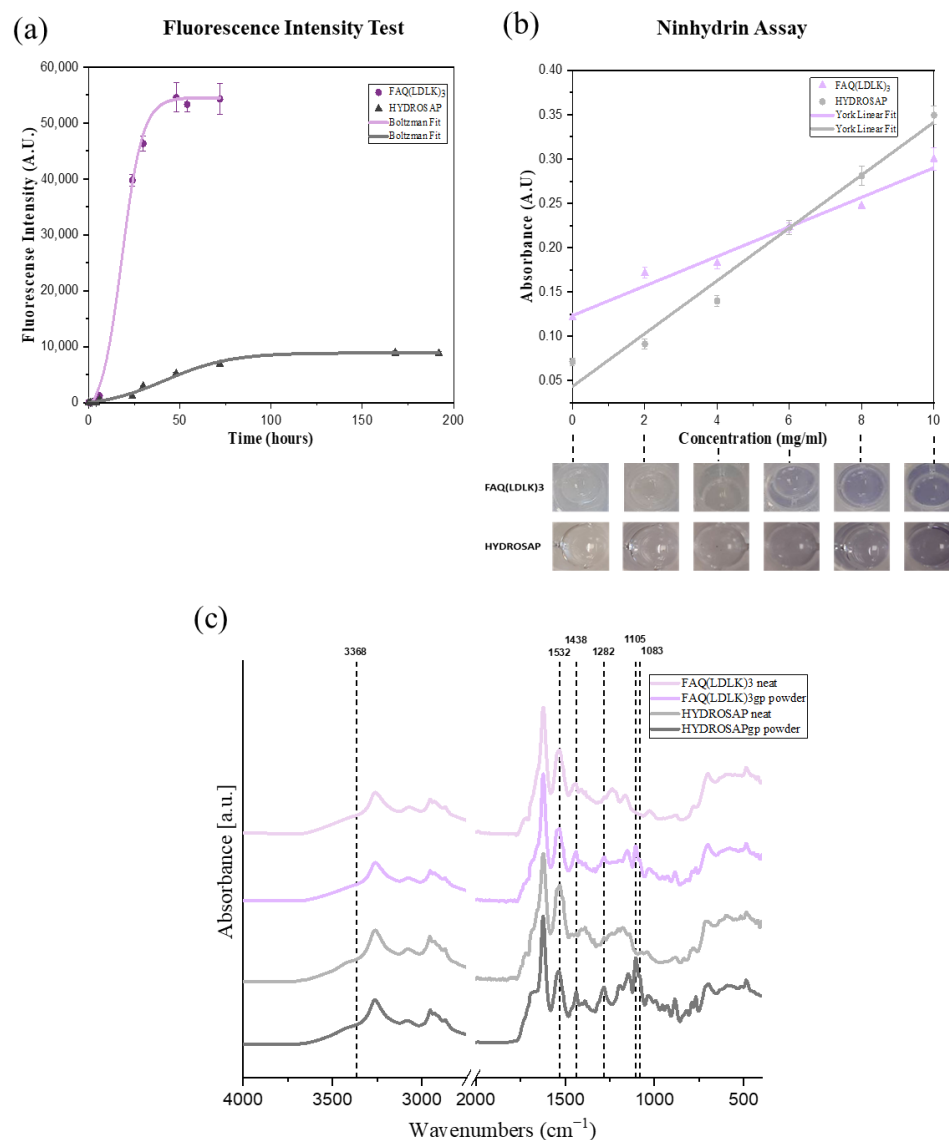 (a)
Fluorescence Intensity Test
60,000
50,000
40,000
30,000
20,000
10,000
0
Fluorescense Intensity (A.U.)
FAQ(LDLK)3
HYDROSAP
Boltzman Fit
Boltzman Fit
0 50 100 150 200
Time (hours)
(b)
Ninhydrin Assay
0.40
0.35
0.30
0.25
0.20
0.15
0.10
0.05
Absorbance (A.U)
FAQ(LDLK)3
HYDROSAP
York Linear Fit
York Linear Fit
0 2 4 6 8 10
Concentration (mg/ml)
FAQ(LDLK)3
HYDROSAP
(c)
3368
1532
1438
1282
1105
1083
FAQ(LDLK)3 neat
FAQ(LDLK)3gp powder
HYDROSAP neat
HYDROSAPgp powder
Absorbance [a.u.]
4000 3500 3000 2000 1500 1000 500
Wavenumbers (cm⁻¹)